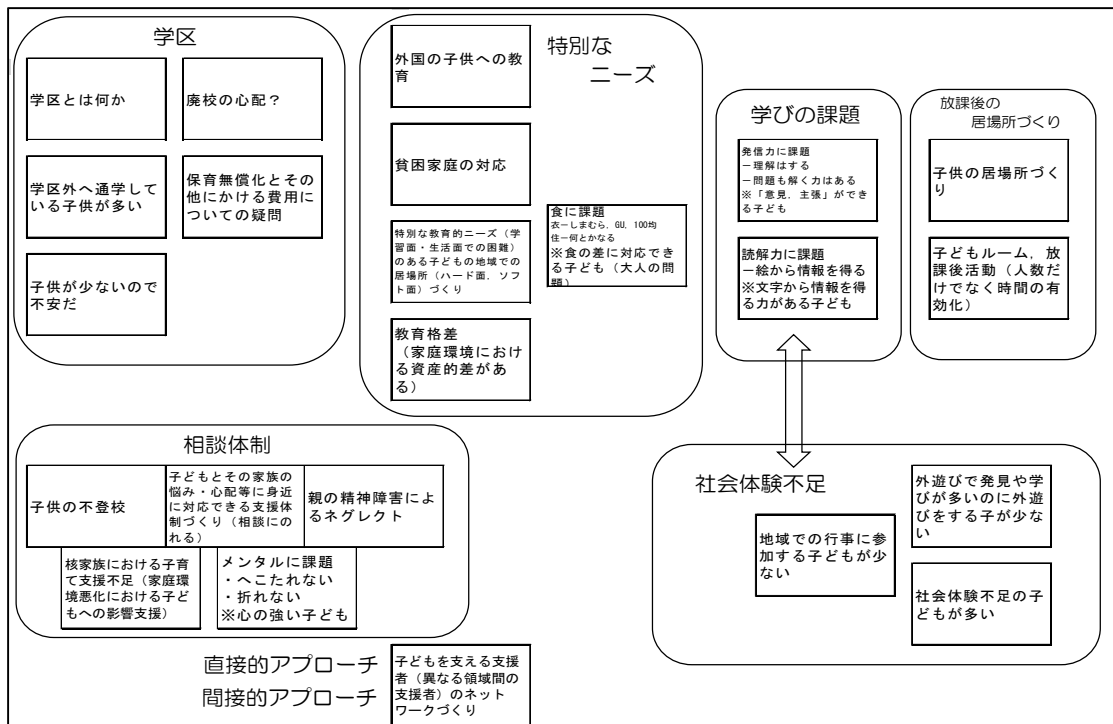 学区
学区とは何か
廃校の心配?
学区外へ通学して
いる子供が多い
保育無償化とその
他にかける費用に
ついての疑問
子供が少ないので
不安だ
特別な
ニーズ
外国の子供への教
育
貧困家庭の対応
特別な教育的ニーズ(学
習面・生活面での困難)
のある子どもの地域での
居場所(ハード面,ソフ
ト面)づくり
食に課題
衣ーしまむら,GU,100均
住ー何とかなる
※食の差に対応でき
る子ども(大人の問
題)
教育格差
(家庭環境におけ
る資産的差があ
る)
学びの課題
発信力に課題
ー理解はする
ー問題も解く力はある
※「意見,主張」ができ
る子ども
読解力に課題
ー絵から情報を得る
※文字から情報を得
る力がある子ども
放課後の
居場所づくり
子供の居場所づく
り
子どもルーム,放
課後活動(人数だ
けでなく時間の有
効化)
相談体制
子供の不登校
子どもとその家族の
悩み・心配等に身近
に対応できる支援体
制づくり(相談にの
れる)
親の精神障害によ
るネグレクト
核家族における子育
て支援不足(家庭環
境悪化における子ど
もへの影響支援)
メンタルに課題
・へこたれない
・折れない
※心の強い子ども
社会体験不足
地域での行事に参
加する子どもが少
ない
外遊びで発見や学
びが多いのに外遊
びをする子が少な
い
社会体験不足の子
どもが多い
直接的アプローチ
間接的アプローチ
子どもを支える支援
者(異なる領域間の
支援者)のネット
ワークづくり